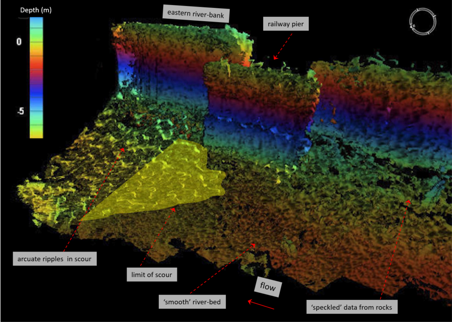 Depth (m)
0
-5
eastern river-bank
railway pier
arcuate ripples in scour
limit of scour
'smooth' river-bed
flow
'speckled' data from rocks